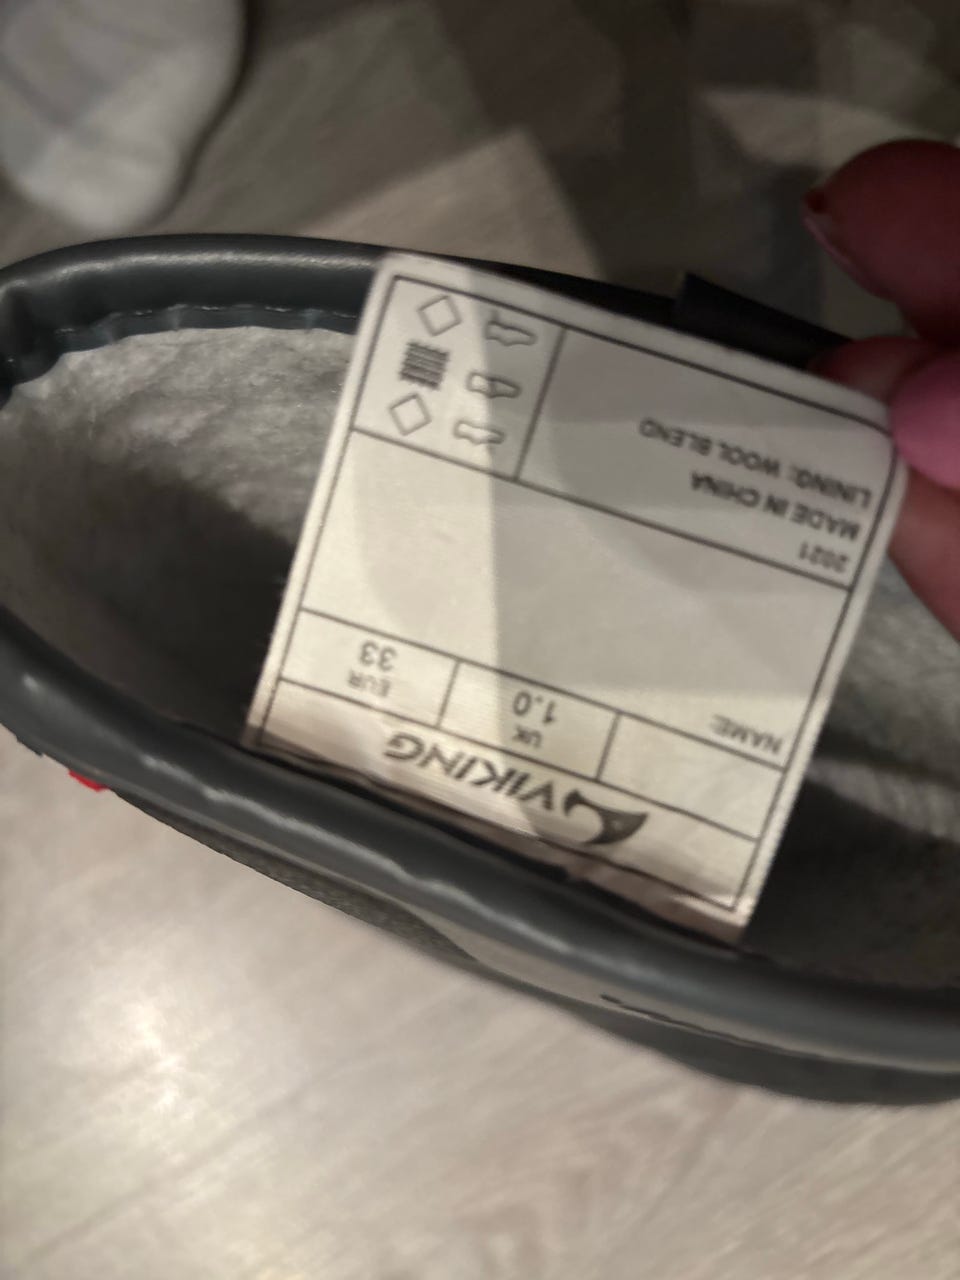 VIKING
UK
1.0
EUR
33
NAME:
2021
MADE IN CHINA
LINING: WOOL BLEND